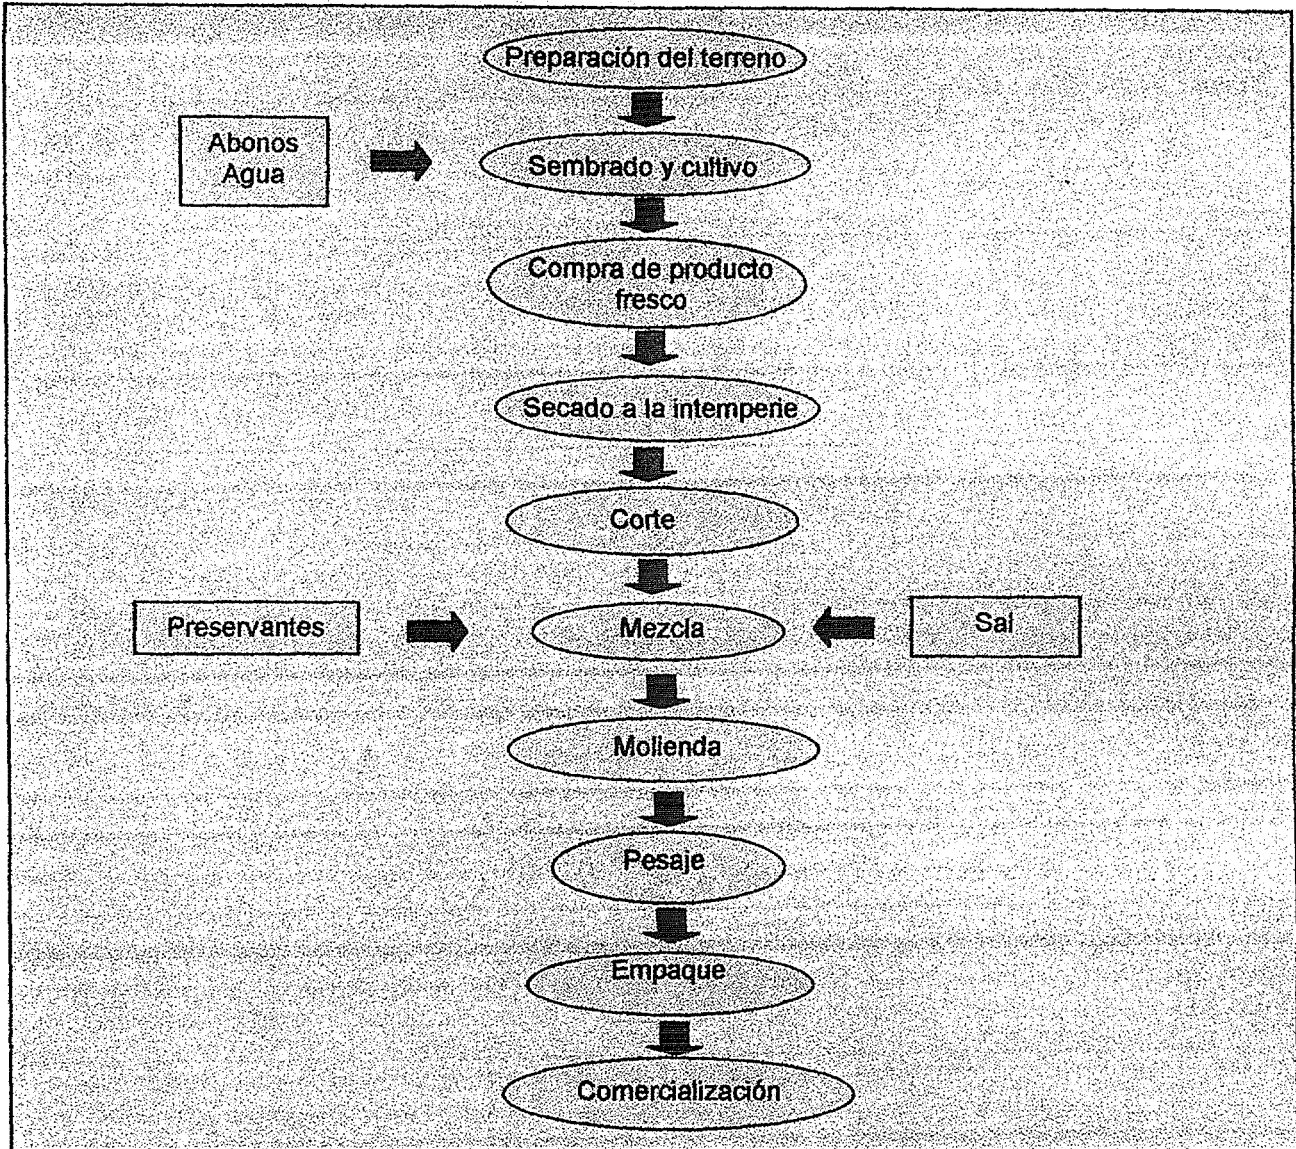 Preparación del terreno
Abonos
Agua
Sembrado y cultivo
Compra de producto
fresco
Secado a la intemperie
Corte
Preservantes
Mezcla
Sal
Molienda
Pesaje
Empaque
Comercialización